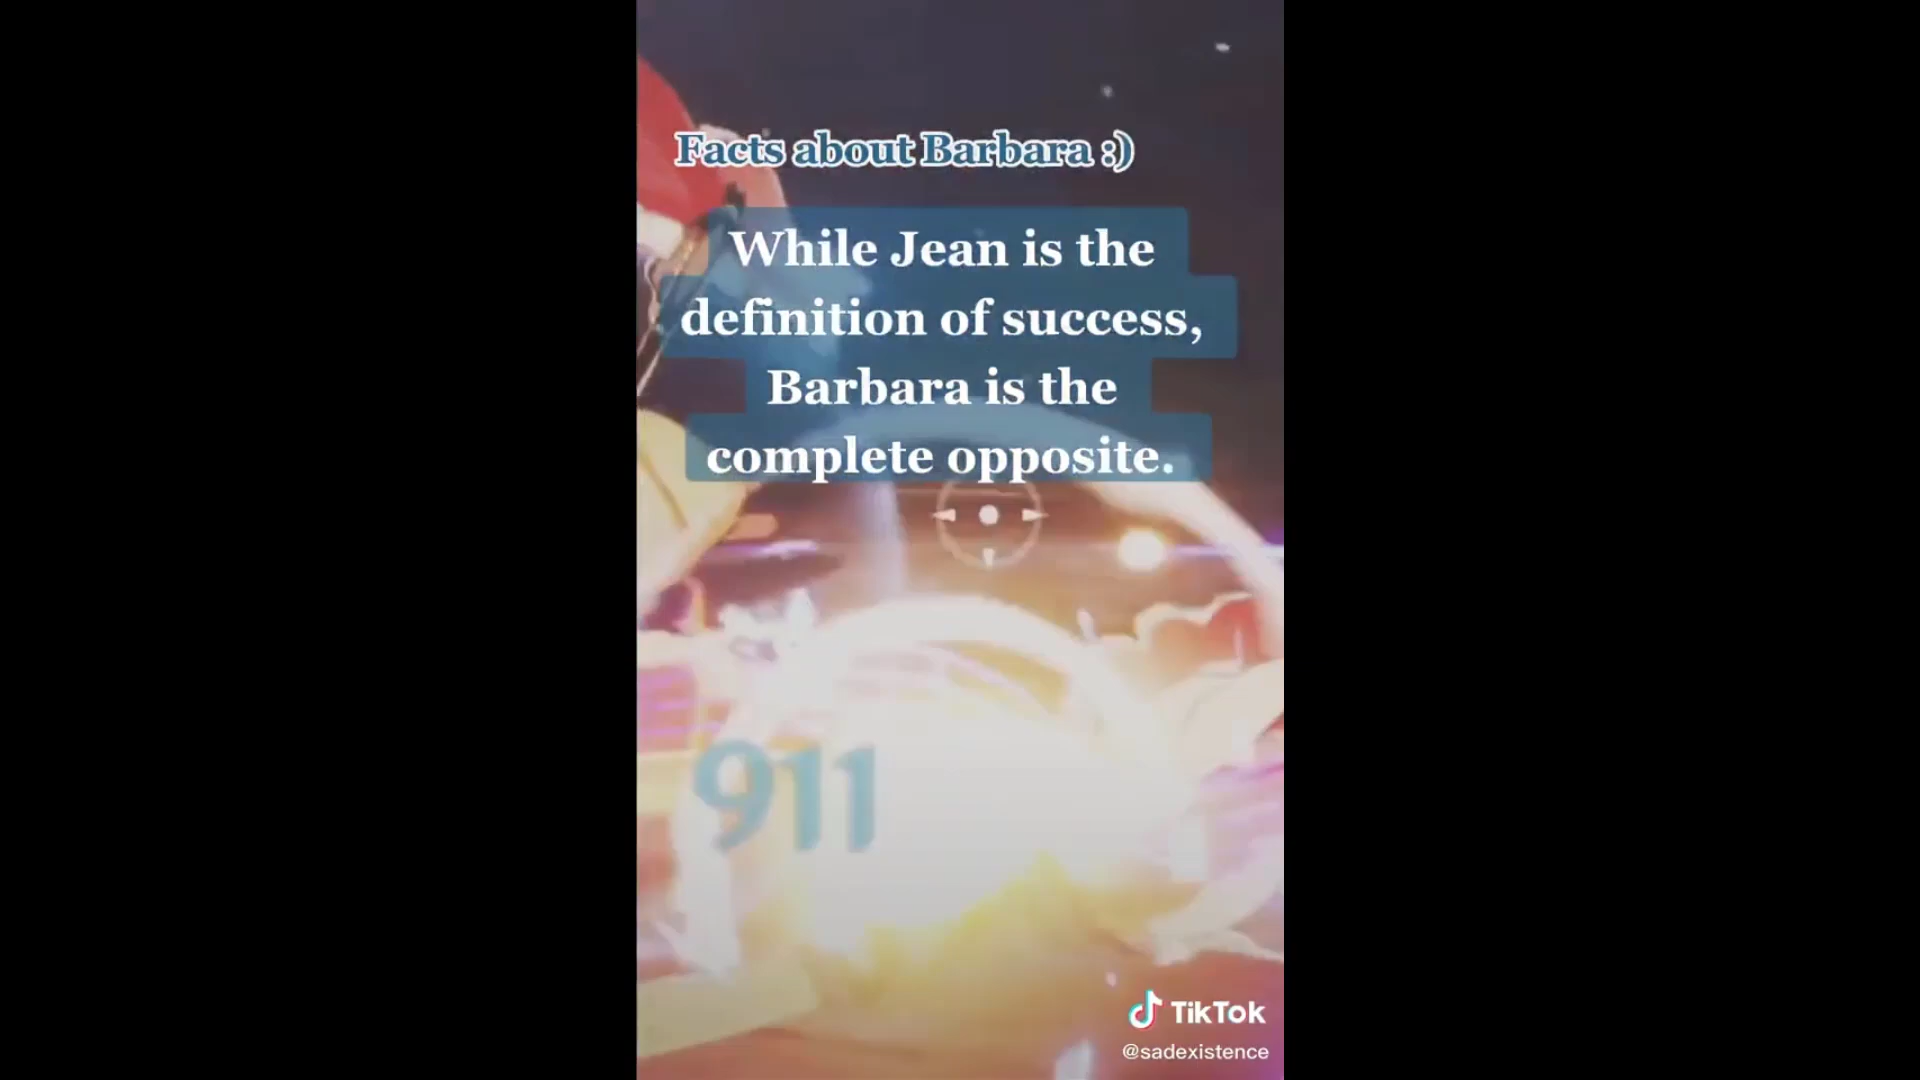 Facts about Barbara :)
While Jean is the
definition of success,
Barbara is the
complete opposite.
911
TikTok
@sadexistence